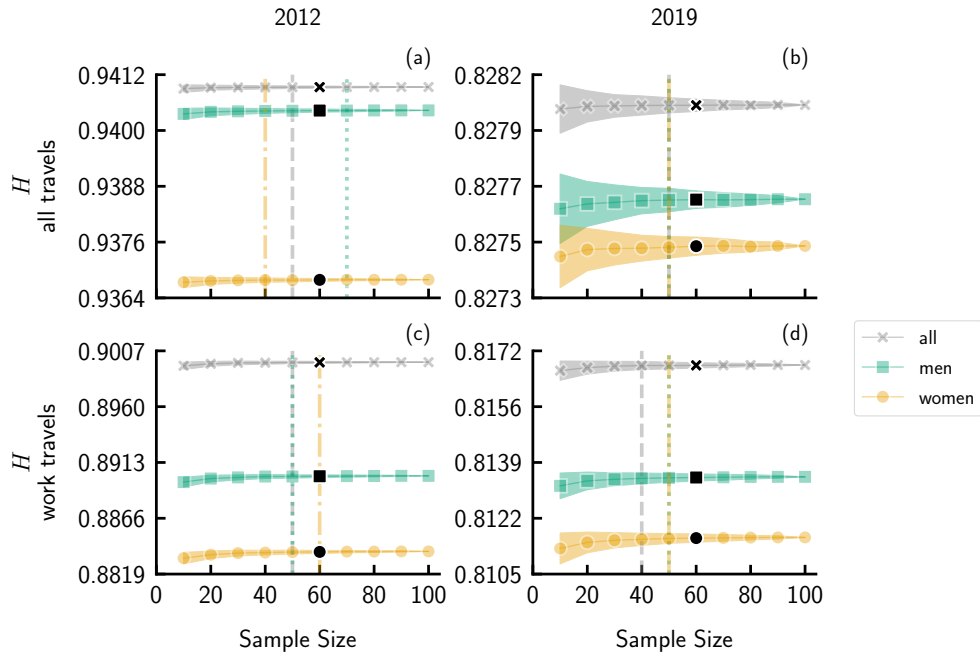 2012
2019
(a)
(b)
0.9412
0.9400
0.9388
0.9376
0.9364
H
all travels
0.8282
0.8279
0.8277
0.8275
0.8273
(c)
(d)
0.9007
0.8960
0.8913
0.8866
0.8819
H
work travels
0.8172
0.8156
0.8139
0.8122
0.8105
0 20 40 60 80 100
0 20 40 60 80 100
Sample Size
Sample Size
all
men
women